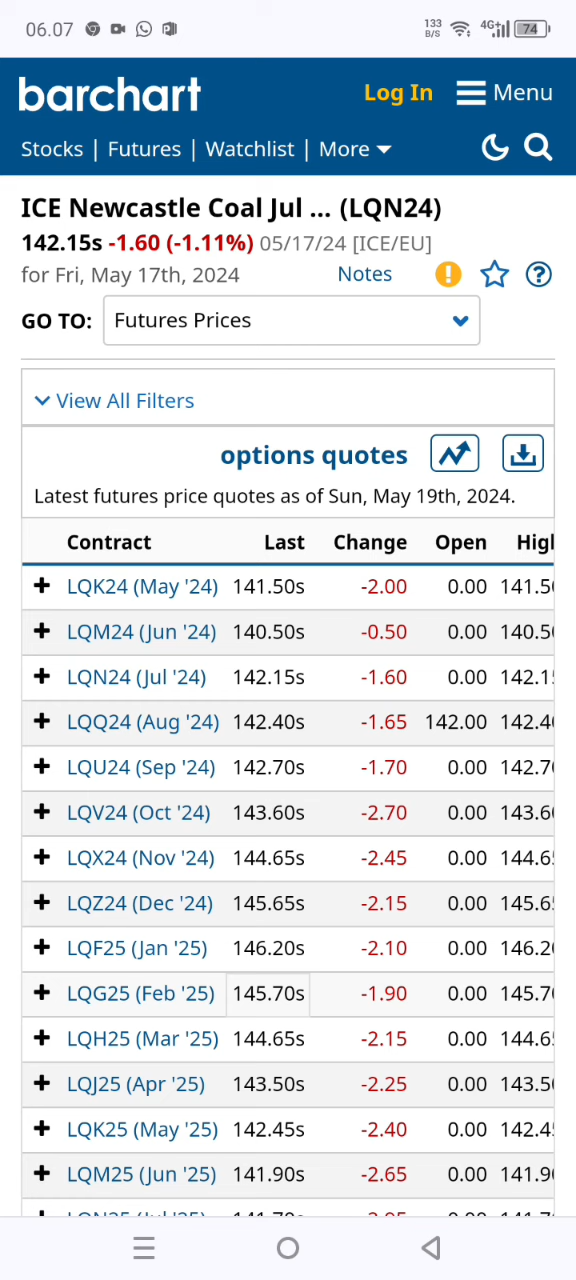 06.07 133 B/S 4G+ 74
barchart Log In Menu
Stocks | Futures | Watchlist | More
ICE Newcastle Coal Jul ... (LQN24)
142.15s -1.60 (-1.11%) 05/17/24 [ICE/EU]
for Fri, May 17th, 2024 Notes
GO TO: Futures Prices
View All Filters
options quotes
Latest futures price quotes as of Sun, May 19th, 2024.
Contract Last Change Open
+ LQK24 (May '24) 141.50s -2.00 0.00
+ LQM24 (Jun '24) 140.50s -0.50 0.00
+ LQN24 (Jul '24) 142.15s -1.60 0.00
+ LQQ24 (Aug '24) 142.40s -1.65 142.00
+ LQU24 (Sep '24) 142.70s -1.70 0.00
+ LQV24 (Oct '24) 143.60s -2.70 0.00
+ LQX24 (Nov '24) 144.65s -2.45 0.00
+ LQZ24 (Dec '24) 145.65s -2.15 0.00
+ LQF25 (Jan '25) 146.20s -2.10 0.00
+ LQG25 (Feb '25) 145.70s -1.90 0.00
+ LQH25 (Mar '25) 144.65s -2.15 0.00
+ LQJ25 (Apr '25) 143.50s -2.25 0.00
+ LQK25 (May '25) 142.45s -2.40 0.00
+ LQM25 (Jun '25) 141.90s -2.65 0.00